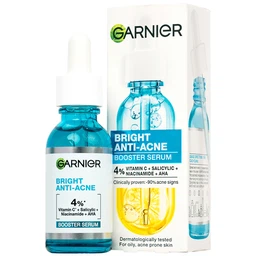 GARNIER
BRIGHT
ANTI-ACNE
4%*
Vitamin C* + Salicylic +
Niacinamide + AHA
BOOSTER SERUM
GARNIER
BRIGHT
ANTI-ACNE
BOOSTER SERUM
4% VITAMIN C + SALICYLIC +
NIACINAMIDE + AHA
Clinically proven: -90% acne signs
Dermatologically tested
For oily, acne prone skin